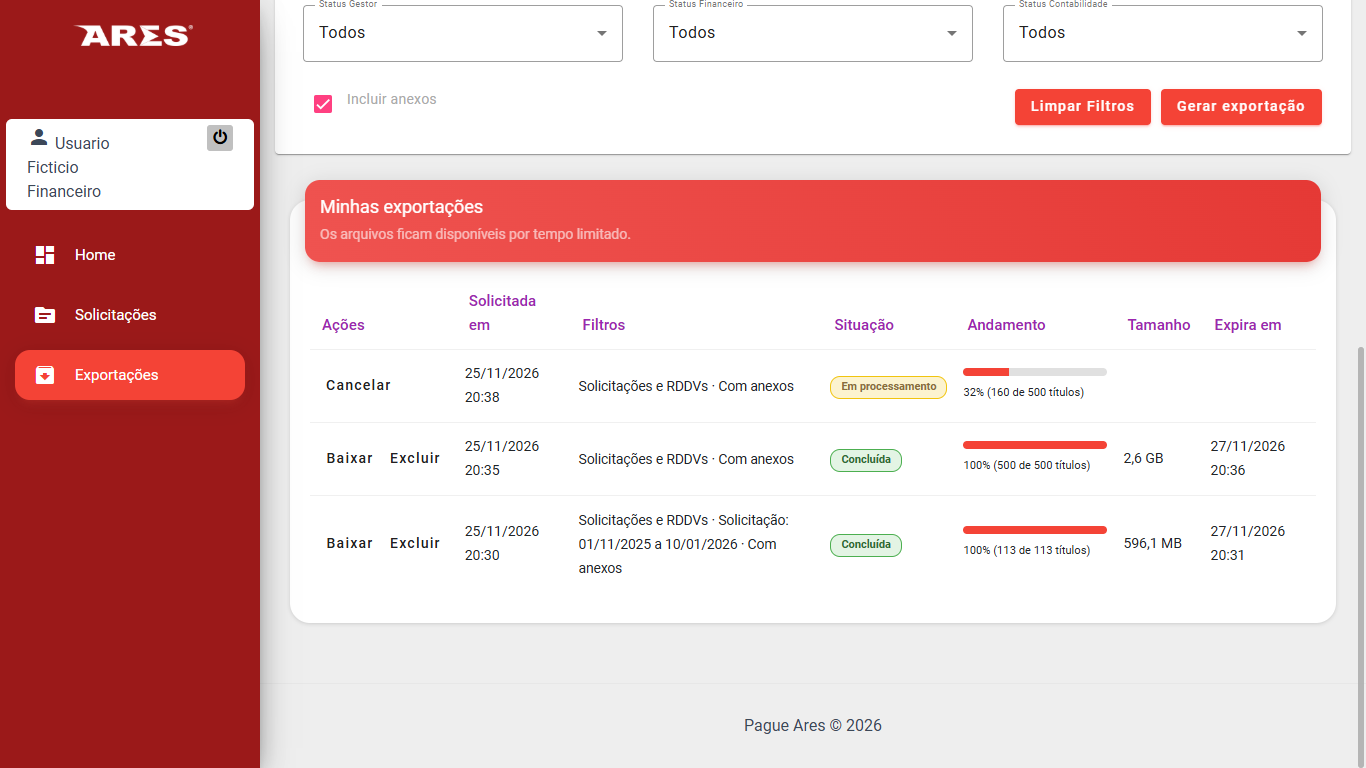 ARES®
Usuario
Ficticio
Financeiro
Home
Solicitações
Exportações
Status Gestor
Todos
Status Financeiro
Todos
Status Contabilidade
Todos
Incluir anexos
Limpar Filtros
Gerar exportação
Minhas exportações
Os arquivos ficam disponíveis por tempo limitado.
Ações
Solicitada
em
Filtros
Situação
Andamento
Tamanho
Expira em
Cancelar
25/11/2026
20:38
Solicitações e RDDVs · Com anexos
Em processamento
32% (160 de 500 títulos)
Baixar Excluir
25/11/2026
20:35
Solicitações e RDDVs · Com anexos
Concluída
100% (500 de 500 títulos)
2,6 GB
27/11/2026
20:36
Baixar Excluir
25/11/2026
20:30
Solicitações e RDDVs · Solicitação:
01/11/2025 a 10/01/2026 · Com
anexos
Concluída
100% (113 de 113 títulos)
596,1 MB
27/11/2026
20:31
Pague Ares © 2026